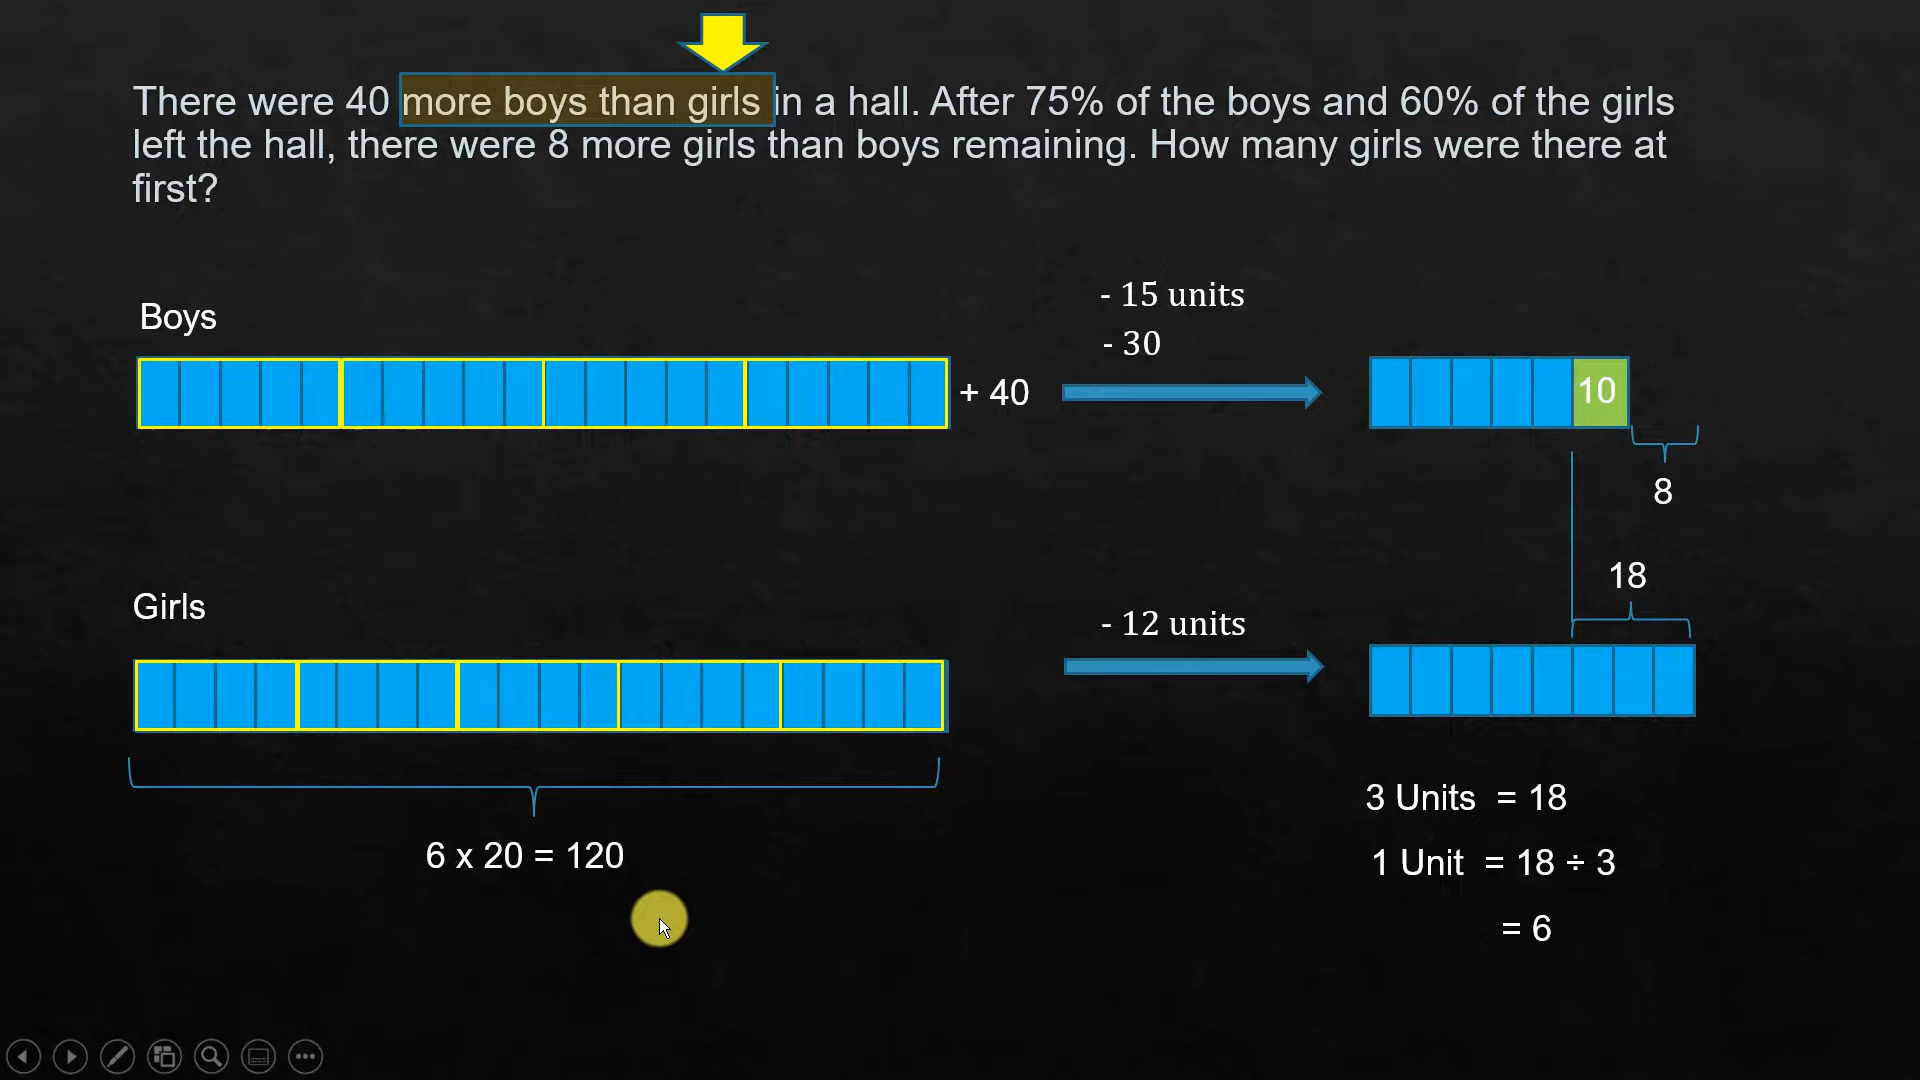 There were 40 more boys than girls in a hall. After 75% of the boys and 60% of the girls
left the hall, there were 8 more girls than boys remaining. How many girls were there at
first?
- 15 units
- 30
Boys
+ 40
10
8
18
Girls
- 12 units
6 x 20 = 120
3 Units = 18
1 Unit = 18 ÷ 3
= 6